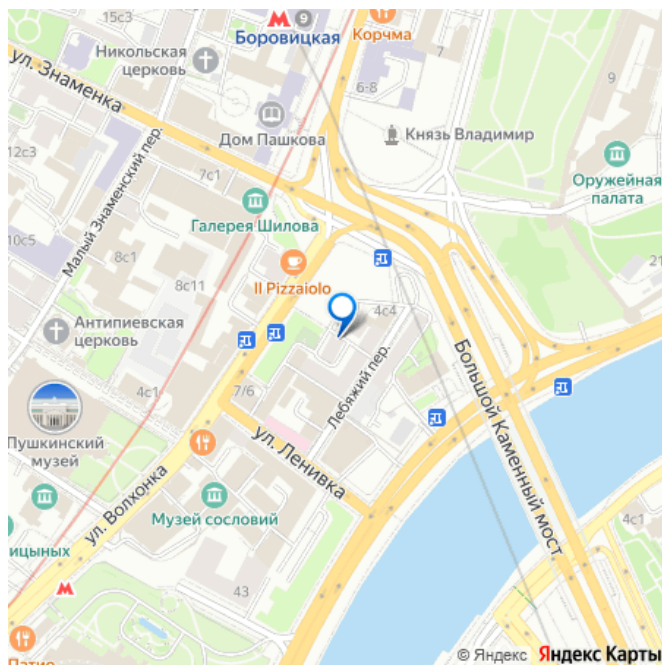 9
Боровицкая
15с3
Никольская
церковь
Корчма
ул. Знаменка
6-8
9
Дом Пашкова
Князь Владимир
12с3
7с1
Оружейная
палата
Малый Знаменский пер.
Галерея Шилова
10с5
8с1
8с11
Il Pizzaiolo
21
4с4
Антипиевская
церковь
Лебяжий пер.
Большой Каменный мост
4с1
7/6
Пушкинский
музей
ул. Ленивка
ул. Волхонка
Музей сословий
ицыных
4с1
43
Патио
© Яндекс Яндекс Карты